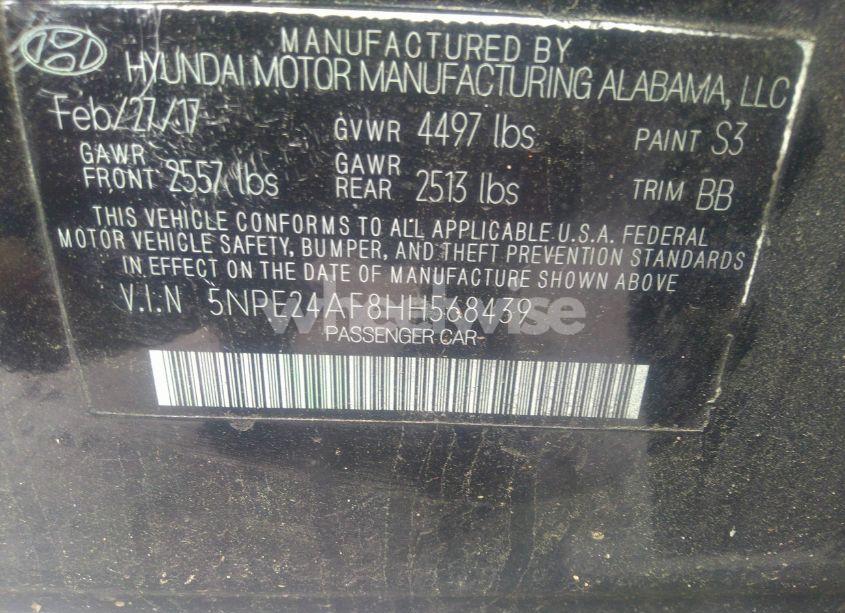 MANUFACTURED BY
HYUNDAI MOTOR MANUFACTURING ALABAMA, LLC
Feb/27/17 GVWR 4497 lbs PAINT S3
GAWR FRONT 2557 lbs GAWR REAR 2513 lbs TRIM BB
THIS VEHICLE CONFORMS TO ALL APPLICABLE U.S.A. FEDERAL
MOTOR VEHICLE SAFETY, BUMPER, AND THEFT PREVENTION STANDARDS
IN EFFECT ON THE DATE OF MANUFACTURE SHOWN ABOVE
V.I.N 5NPE24AF8HH568439
PASSENGER CAR